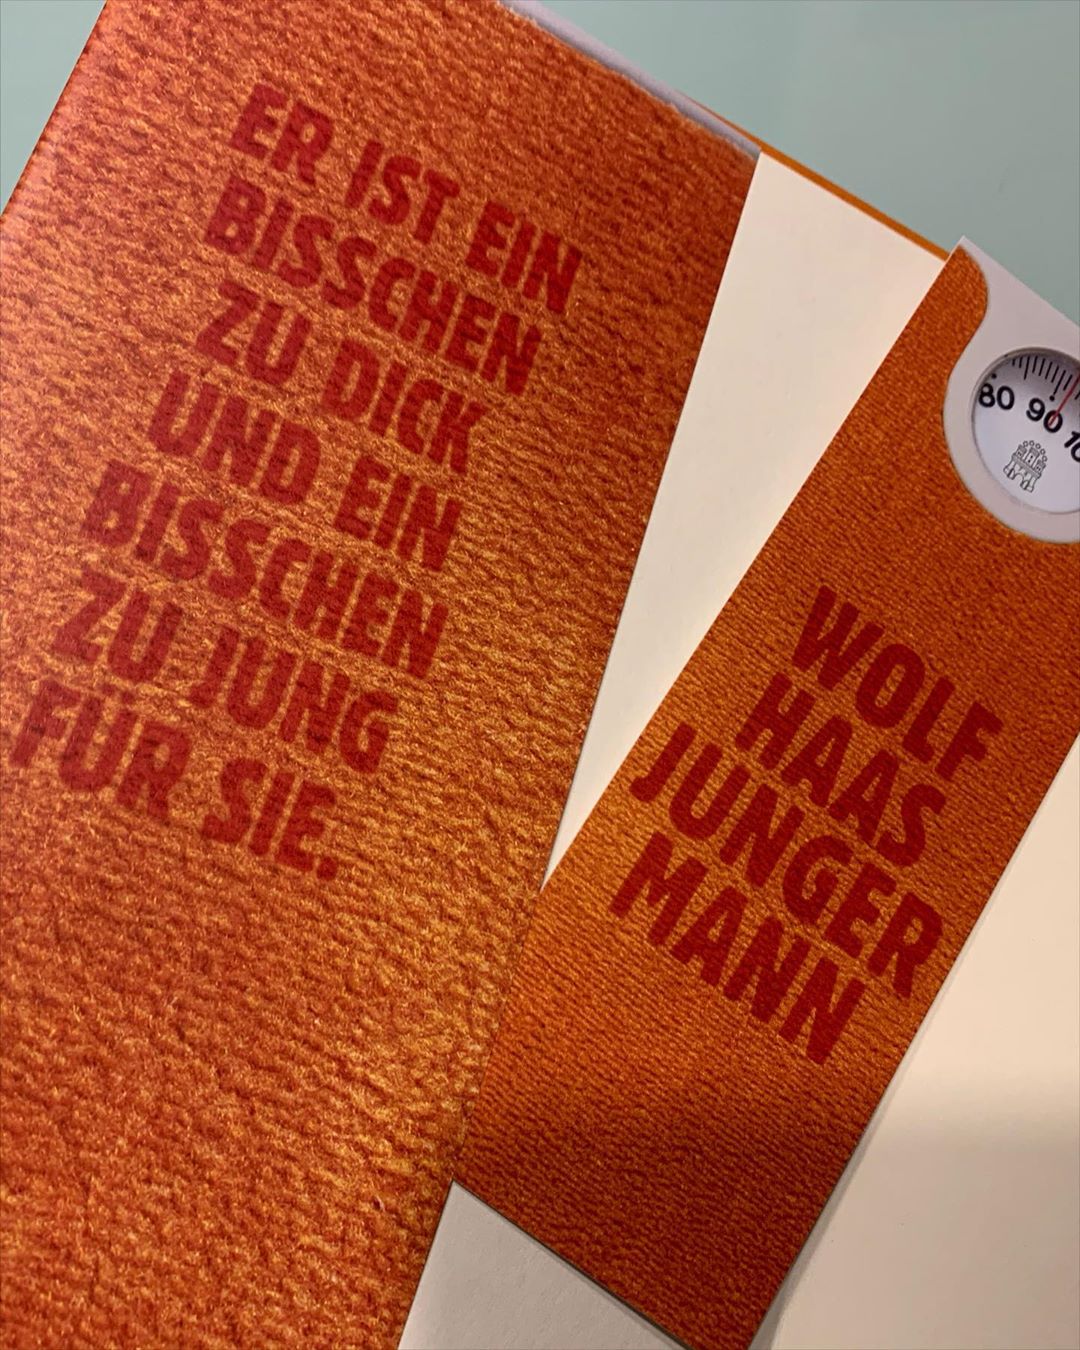 ER IST EIN
BISSCHEN
ZU DICK
UND EIN
BISSCHEN
ZU JUNG
FÜR SIE.
80 90 10
WOLF
HAAS
JUNGER
MANN